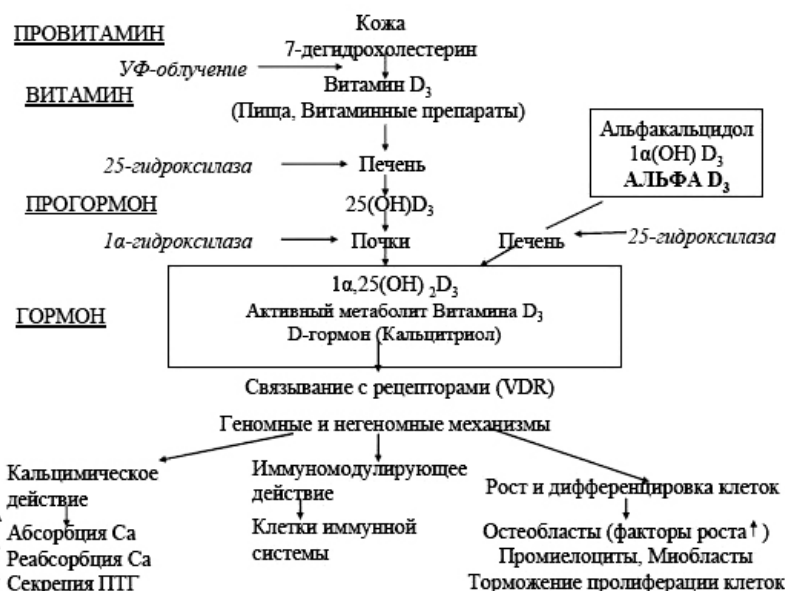 Кожа
ПРОВИТАМИН
7-дегидрохолестерин
УФ-облучение
Витамин D3
ВИТАМИН
(Пища, Витаминные препараты)
Альфакальцидол
1α(OH) D3
АЛЬФА D3
25-гидроксилаза
Печень
ПРОГОРМОН
25(OH)D3
1α-гидроксилаза
Почки
Печень
25-гидроксилаза
1α,25(OH) 2D3
Активный метаболит Витамина D3
D-гормон (Кальцитриол)
ГОРМОН
Связывание с рецепторами (VDR)
Геномные и негеномные механизмы
Кальцимическое
действие
Абсорбция Ca
Реабсорбция Ca
Секреция ПТГ
Иммуномодулирующее
действие
Клетки иммунной
системы
Рост и дифференцировка клеток
Остеобласты (факторы роста↑)
Промиелоциты, Миобласты
Торможение пролиферации клеток